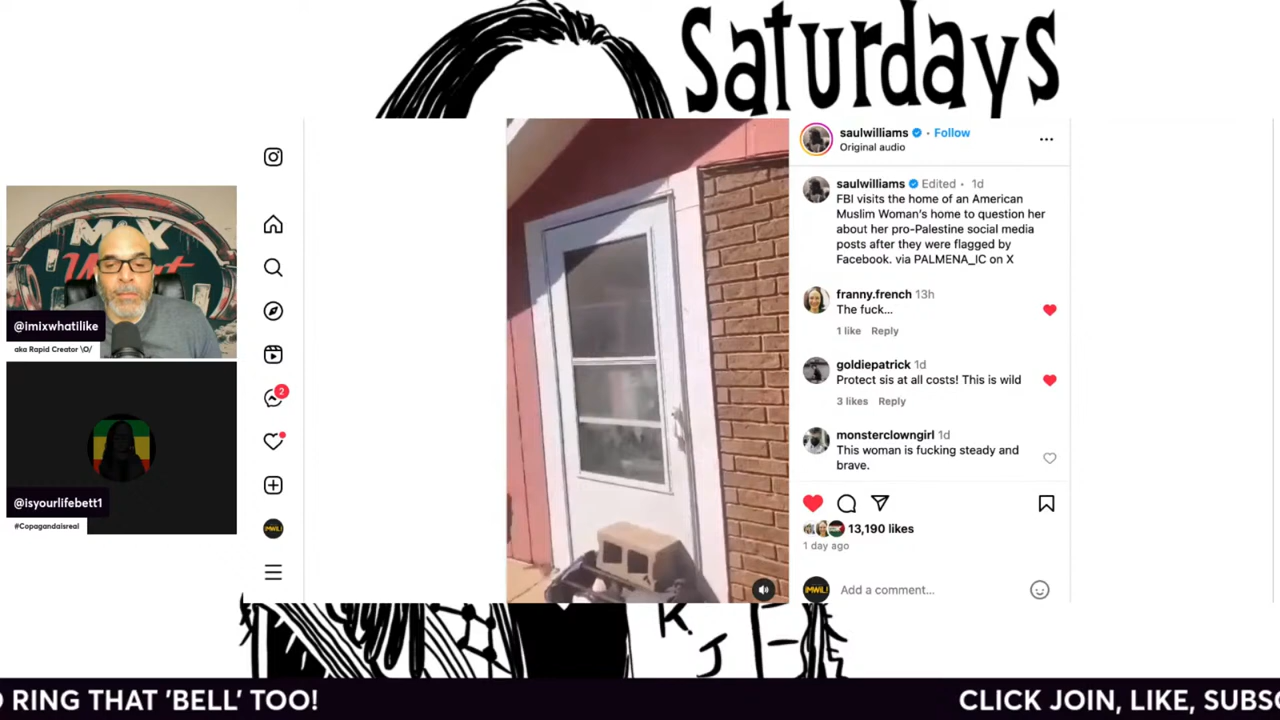 Saturdays
saulwilliams • Follow
Original audio
saulwilliams Edited • 1d
FBI visits the home of an American
Muslim Woman's home to question her
about her pro-Palestine social media
posts after they were flagged by
Facebook. via PALMENA_IC on X
franny.french 13h
The fuck...
1 like Reply
goldiepatrick 1d
Protect sis at all costs! This is wild
3 likes Reply
monsterclowngirl 1d
This woman is fucking steady and
brave.
13,190 likes
1 day ago
IMWIL!
Add a comment...
2
IMWIL!
MAX
@imixwhatilike
aka Rapid Creator \O/
@isyourlifebett1
#Copagandaisreal
K.
J
RING THAT 'BELL' TOO!
CLICK JOIN, LIKE, SUBS